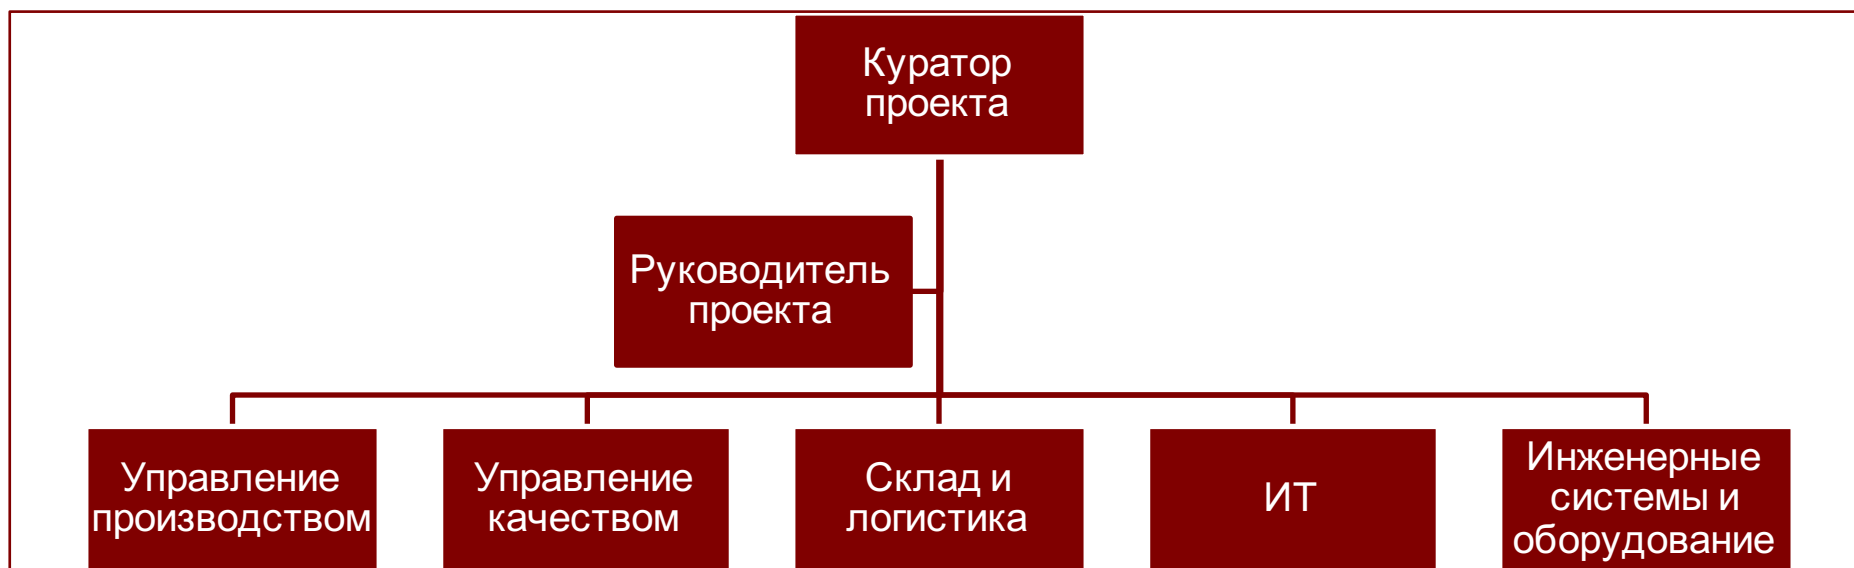 Куратор
проекта
Руководитель
проекта
Управление
производством
Управление
качеством
Склад и
логистика
ИТ
Инженерные
системы и
оборудование